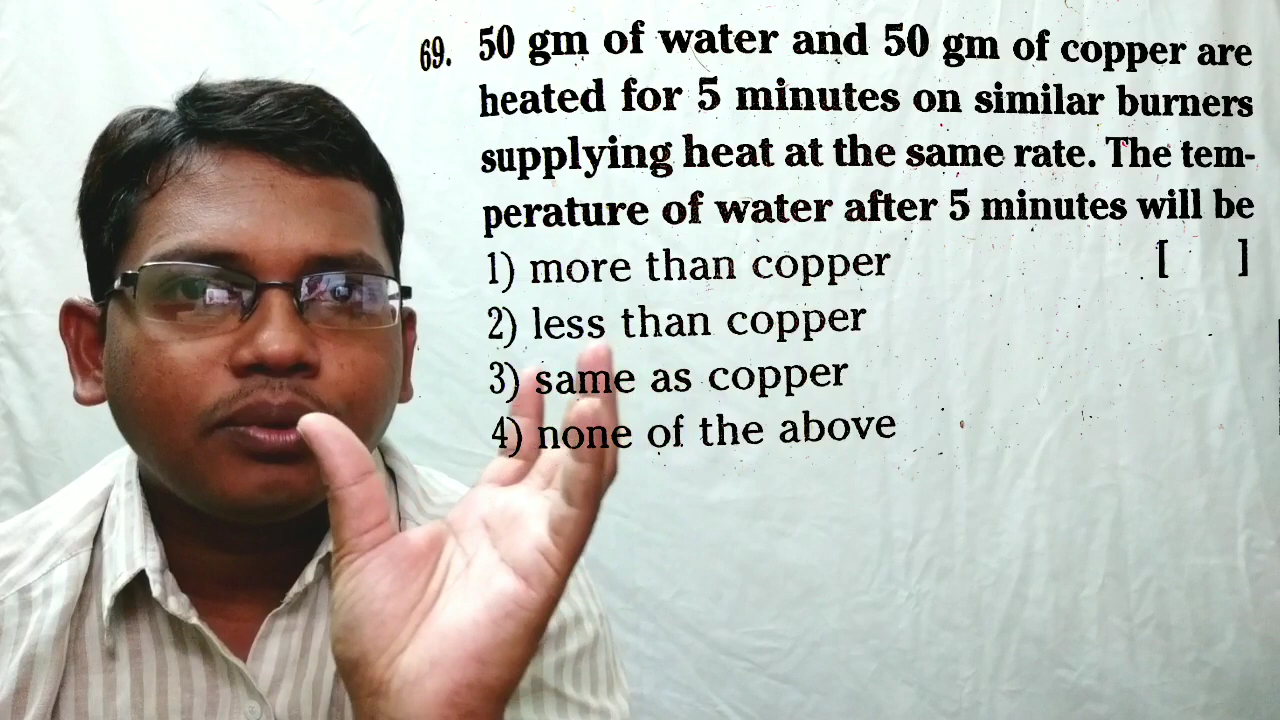 69. 50 gm of water and 50 gm of copper are
heated for 5 minutes on similar burners
supplying heat at the same rate. The tem-
perature of water after 5 minutes will be
1) more than copper [ ]
2) less than copper
3) same as copper
4) none of the above